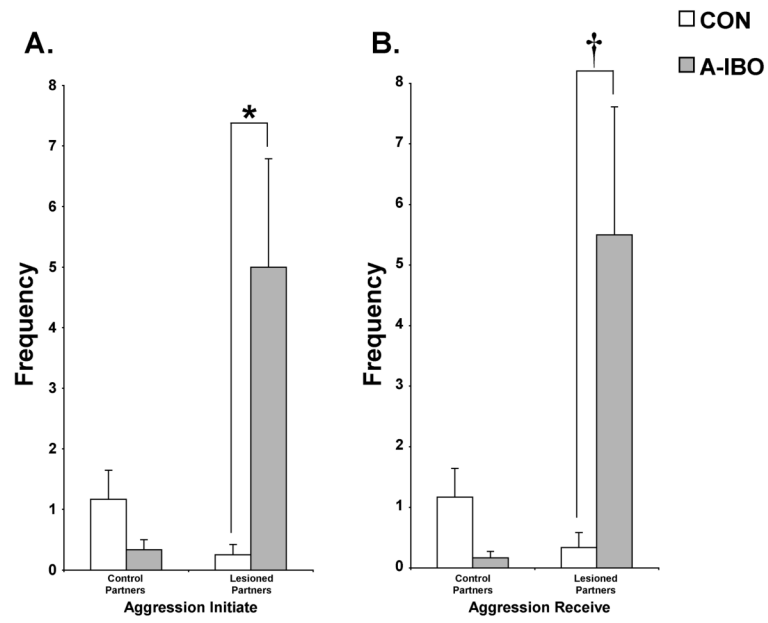 A.
B.
CON
A-IBO
*
†
Frequency
8
7
6
5
4
3
2
1
0
Control
Partners
Lesioned
Partners
Aggression Initiate
Frequency
8
7
6
5
4
3
2
1
0
Control
Partners
Lesioned
Partners
Aggression Receive